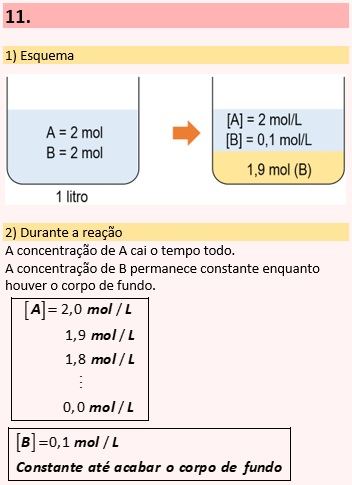 11.
1) Esquema
A = 2 mol
B = 2 mol
[A] = 2 mol/L
[B] = 0,1 mol/L
1,9 mol (B)
1 litro
2) Durante a reação
A concentração de A cai o tempo todo.
A concentração de B permanece constante enquanto
houver o corpo de fundo.
[A] = 2,0 mol / L
1,9 mol / L
1,8 mol / L
⋮
0,0 mol / L
[B] =0,1 mol / L
Constante até acabar o corpo de fundo